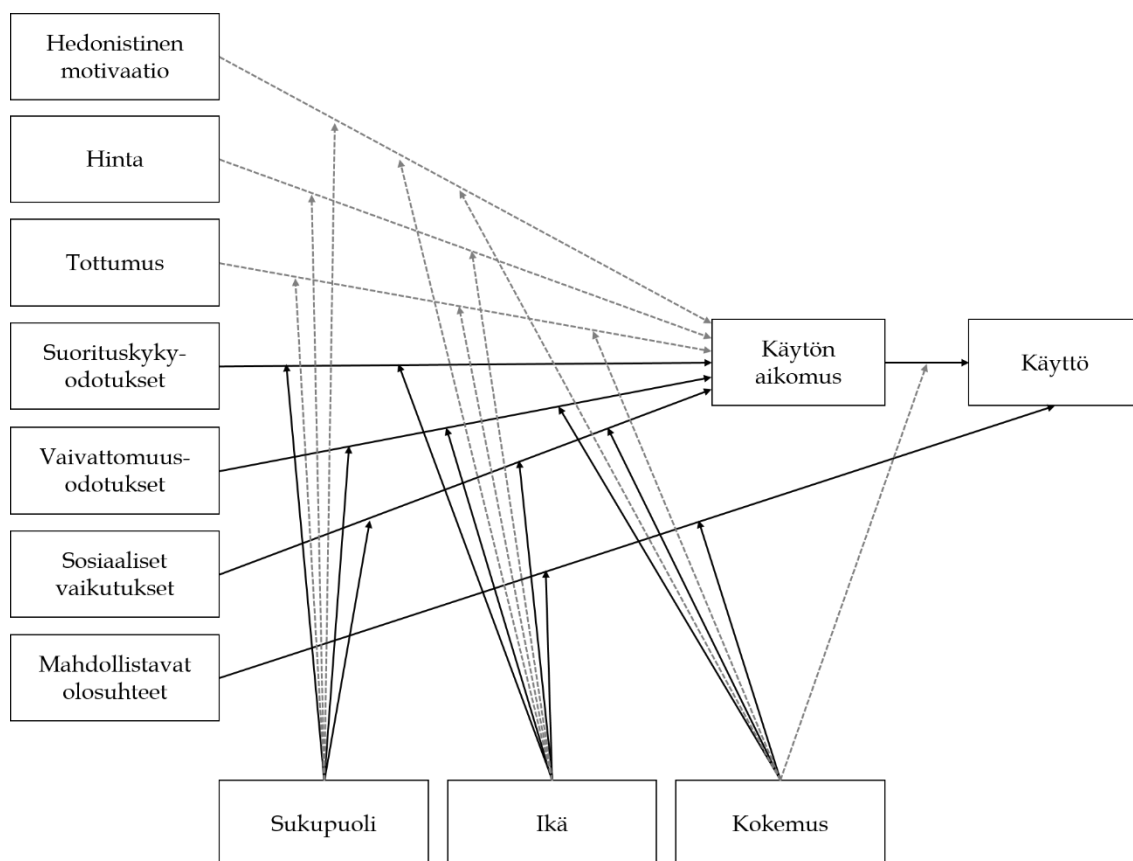 Hedonistinen
motivaatio
Hinta
Tottumus
Suorituskyky-
odotukset
Käytön
aikomus
Käyttö
Vaivattomuus-
odotukset
Sosiaaliset
vaikutukset
Mahdollistavat
olosuhteet
Sukupuoli
Ikä
Kokemus